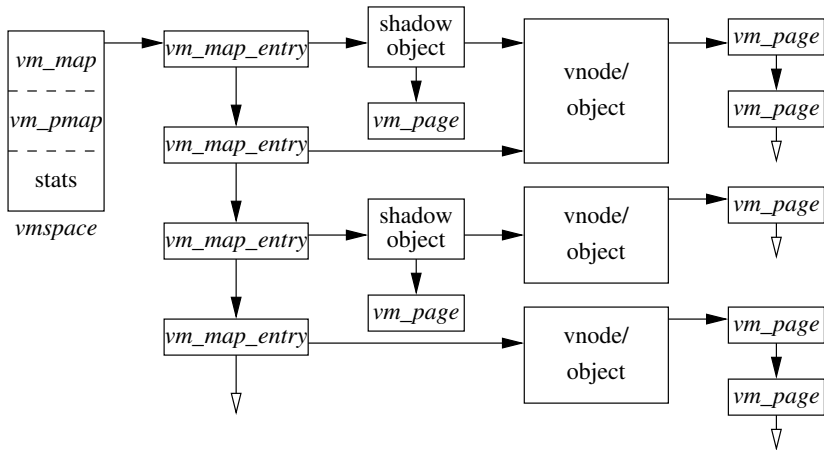 vm_map
vm_pmap
stats
vmspace
vm_map_entry
vm_map_entry
vm_map_entry
vm_map_entry
shadow
object
vm_page
shadow
object
vm_page
vnode/
object
vnode/
object
vnode/
object
vm_page
vm_page
vm_page
vm_page
vm_page